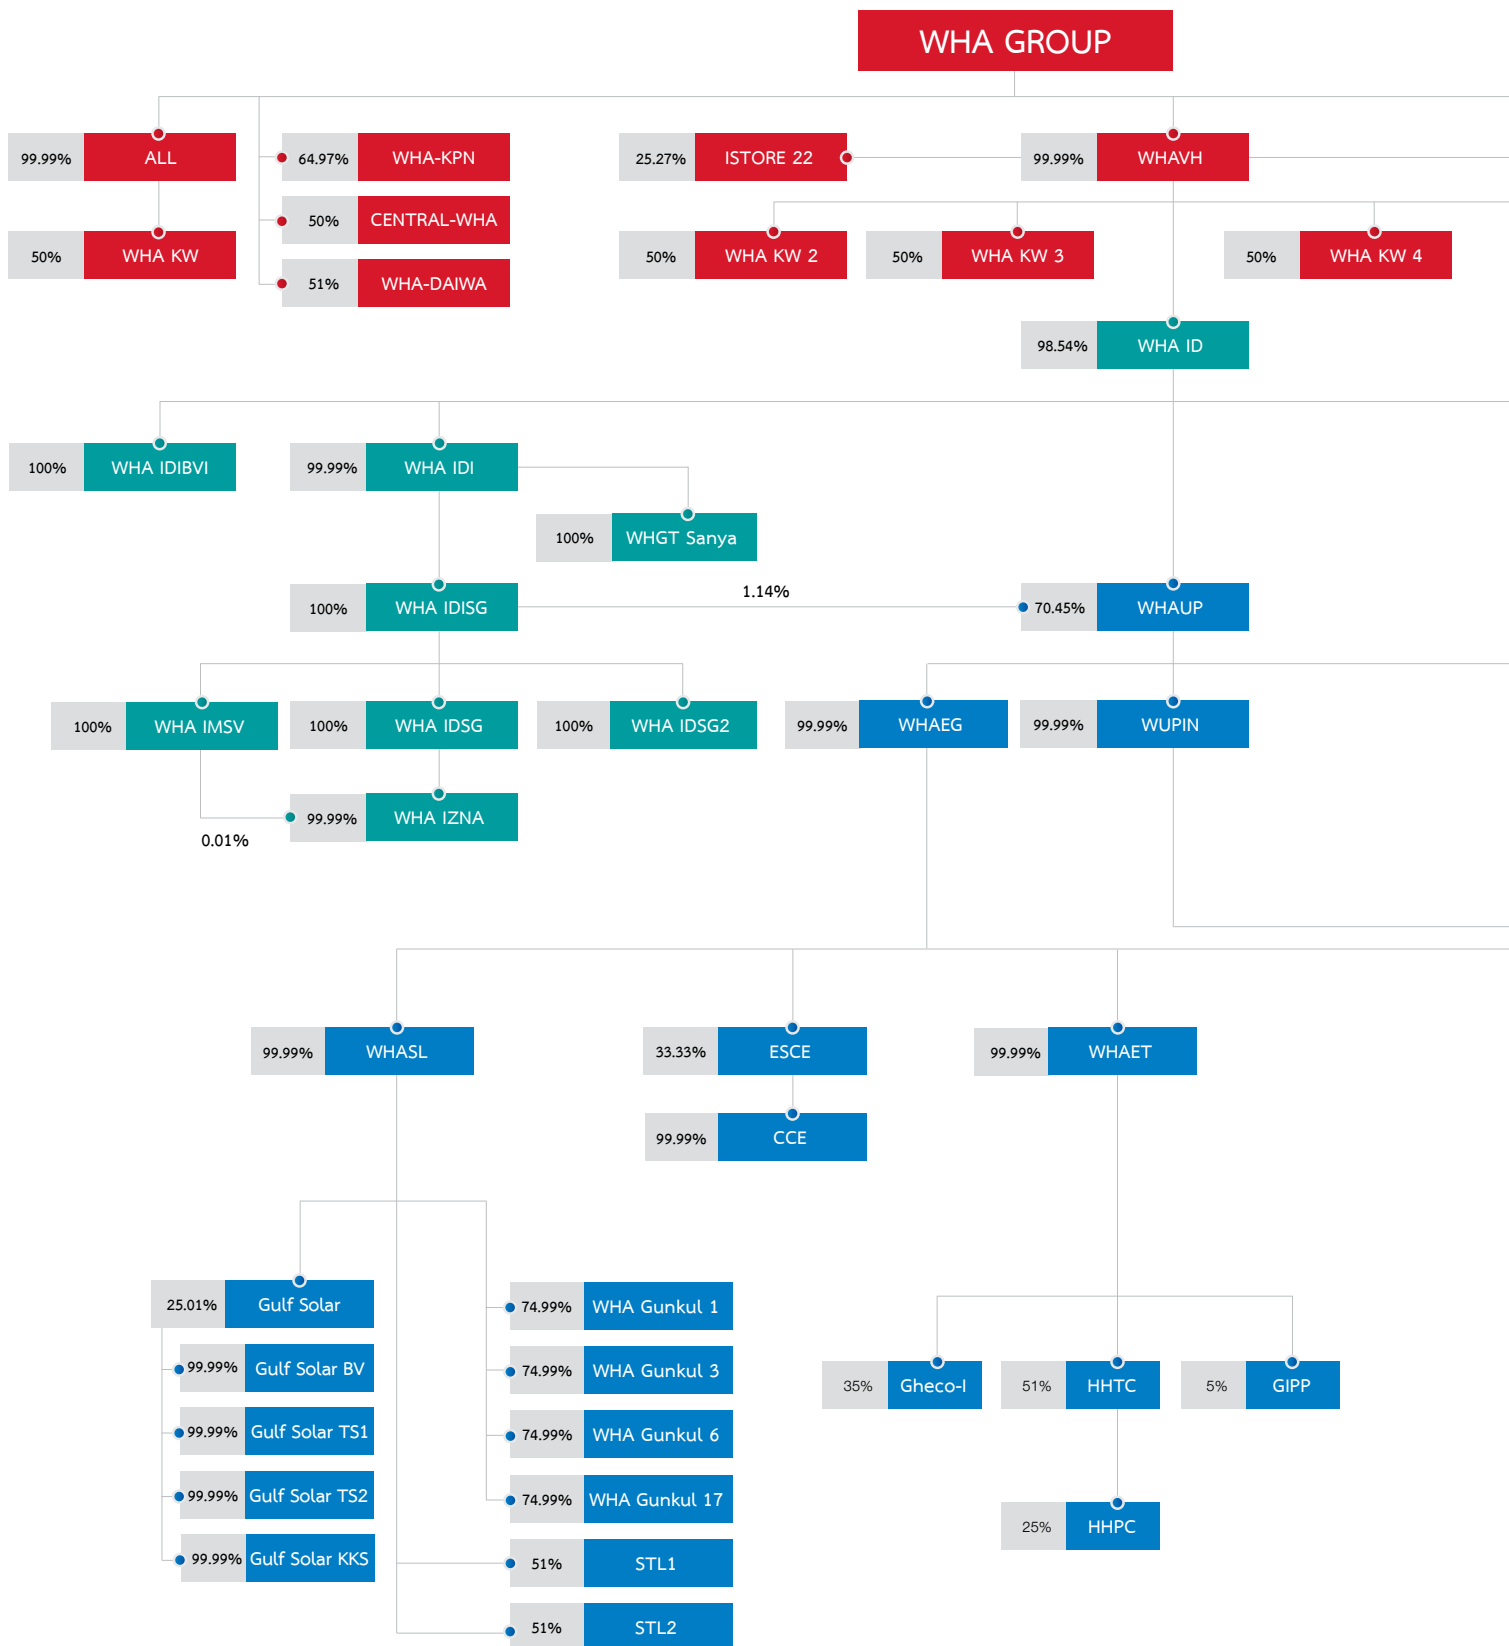 WHA GROUP
99.99% ALL
64.97% WHA-KPN
25.27% ISTORE 22
99.99% WHAVH
50% CENTRAL-WHA
50% WHA KW
50% WHA KW 2
50% WHA KW 3
50% WHA KW 4
51% WHA-DAIWA
98.54% WHA ID
100% WHA IDIBVI
99.99% WHA IDI
100% WHGT Sanya
1.14%
100% WHA IDISG
70.45% WHAUP
100% WHA IMSV
100% WHA IDSG
100% WHA IDSG2
99.99% WHAEG
99.99% WUPIN
99.99% WHA IZNA
0.01%
99.99% WHASL
33.33% ESCE
99.99% WHAET
99.99% CCE
25.01% Gulf Solar
74.99% WHA Gunkul 1
99.99% Gulf Solar BV
74.99% WHA Gunkul 3
35% Gheco-I
51% HHTC
5% GIPP
99.99% Gulf Solar TS1
74.99% WHA Gunkul 6
99.99% Gulf Solar TS2
74.99% WHA Gunkul 17
25% HHPC
99.99% Gulf Solar KKS
51% STL1
51% STL2